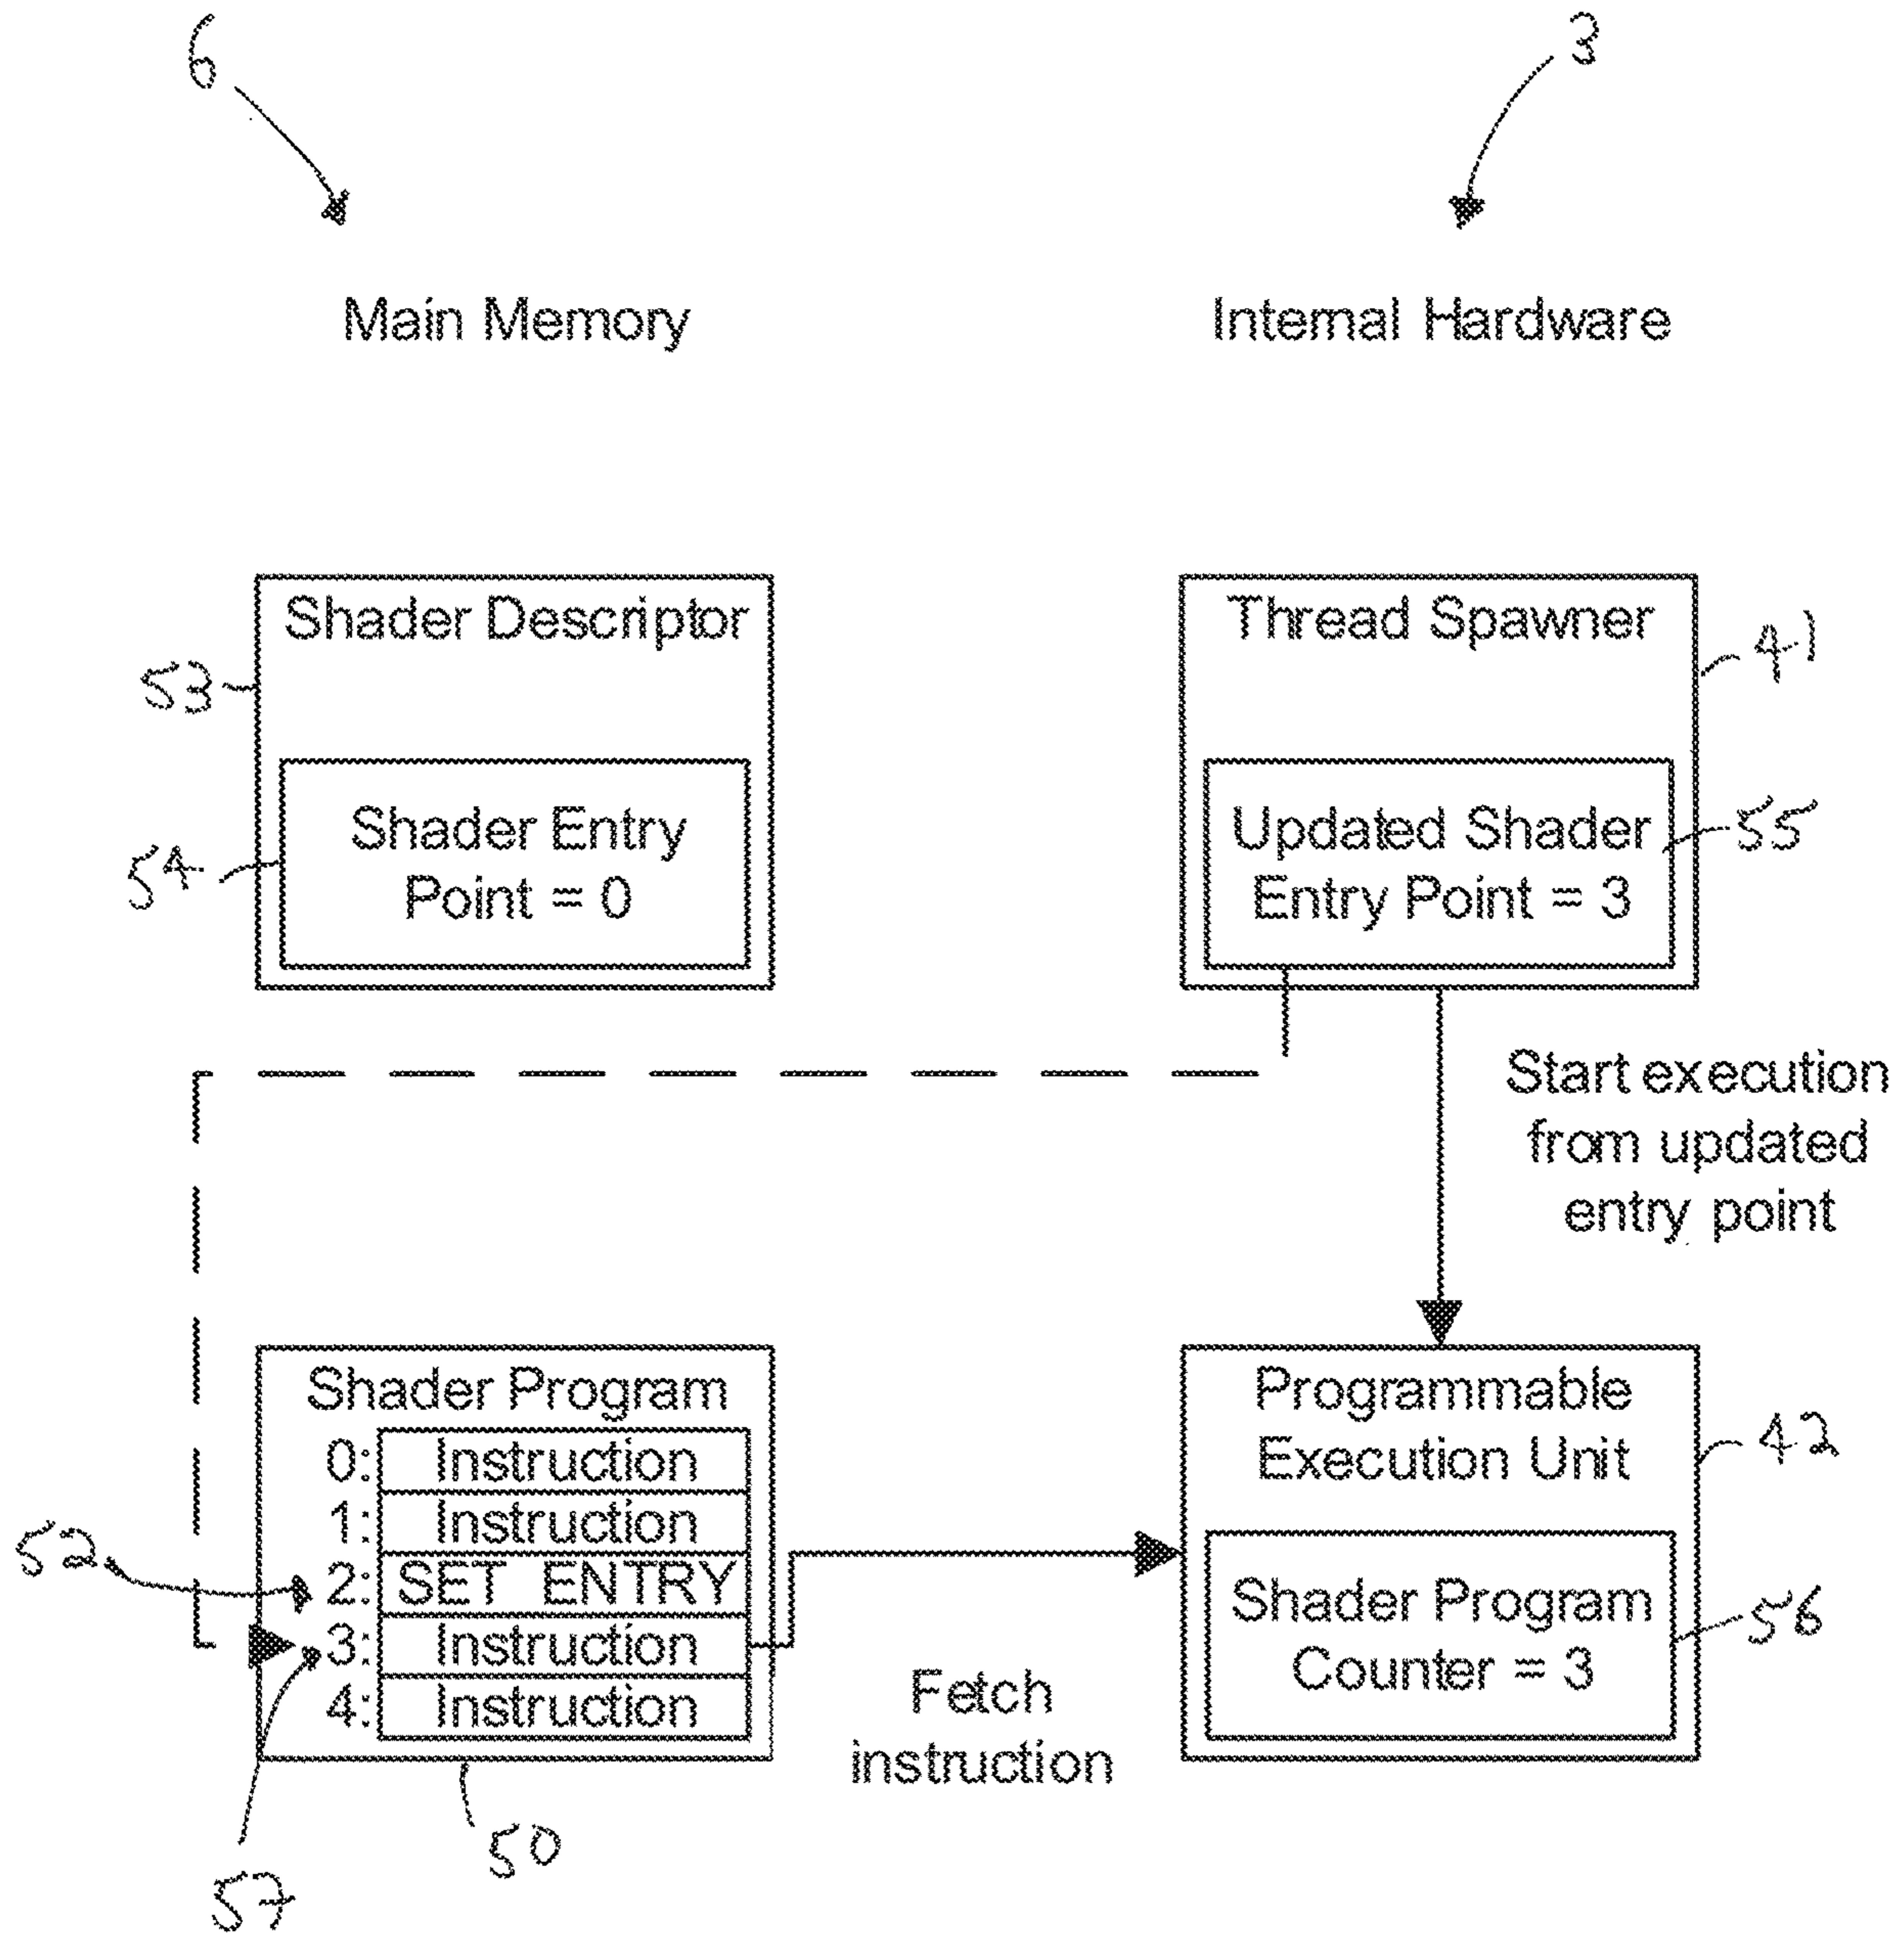 6
3
Main Memory
Internal Hardware
Shader Descriptor
53
Shader Entry
Point = 0
54
Thread Spawner
41
Updated Shader
Entry Point = 3
55
Start execution
from updated
entry point
Shader Program
0: Instruction
1: Instruction
2: SET ENTRY
3: Instruction
4: Instruction
52
57
50
Fetch
instruction
Programmable
Execution Unit
42
Shader Program
Counter = 3
56